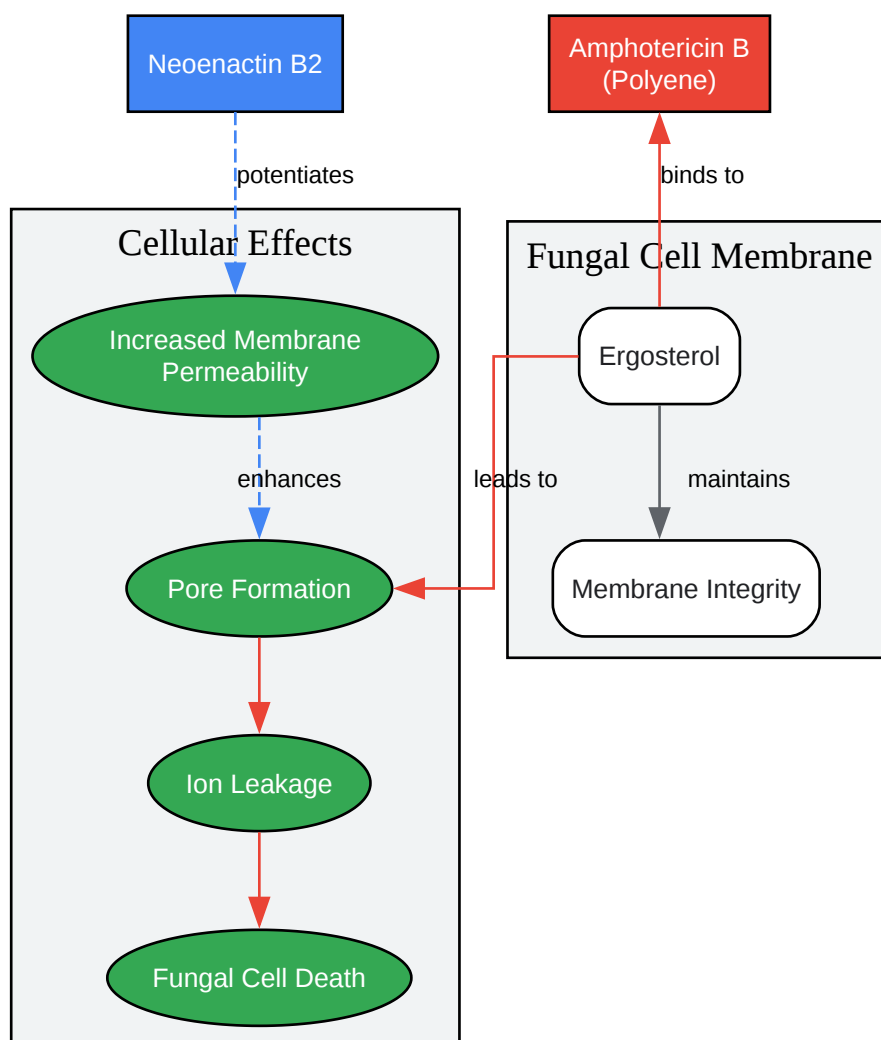 Neoenactin B2
Amphotericin B
(Polyene)
potentiates
binds to
Cellular Effects
Fungal Cell Membrane
Increased Membrane
Permeability
Ergosterol
enhances
leads to
maintains
Pore Formation
Membrane Integrity
Ion Leakage
Fungal Cell Death